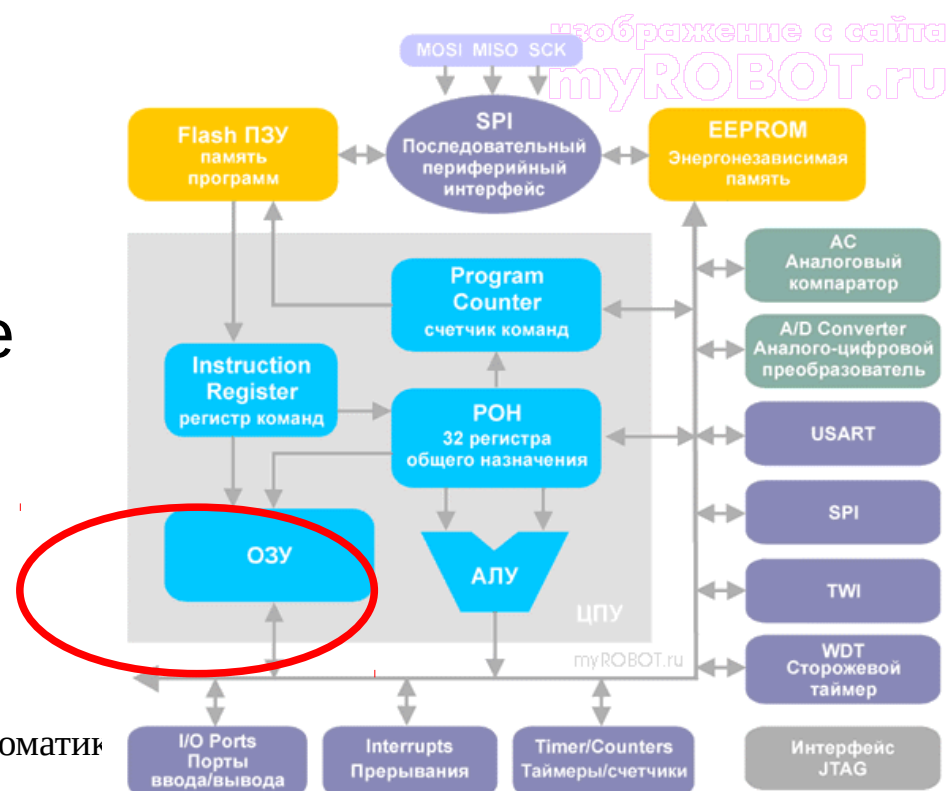 изображение с сайта
myROBOT.ru
MOSI MISO SCK
SPI
Последовательный
периферийный
интерфейс
Flash ПЗУ
память
программ
EEPROM
Энергонезависимая
память
AC
Аналоговый
компаратор
Program
Counter
счетчик команд
A/D Converter
Аналого-цифровой
преобразователь
е
Instruction
Register
регистр команд
РОН
32 регистра
общего назначения
USART
SPI
ОЗУ
АЛУ
TWI
ЦПУ
myROBOT.ru
WDT
Сторожевой
таймер
оматик
I/O Ports
Порты
ввода/вывода
Interrupts
Прерывания
Timer/Counters
Таймеры/счетчики
Интерфейс
JTAG